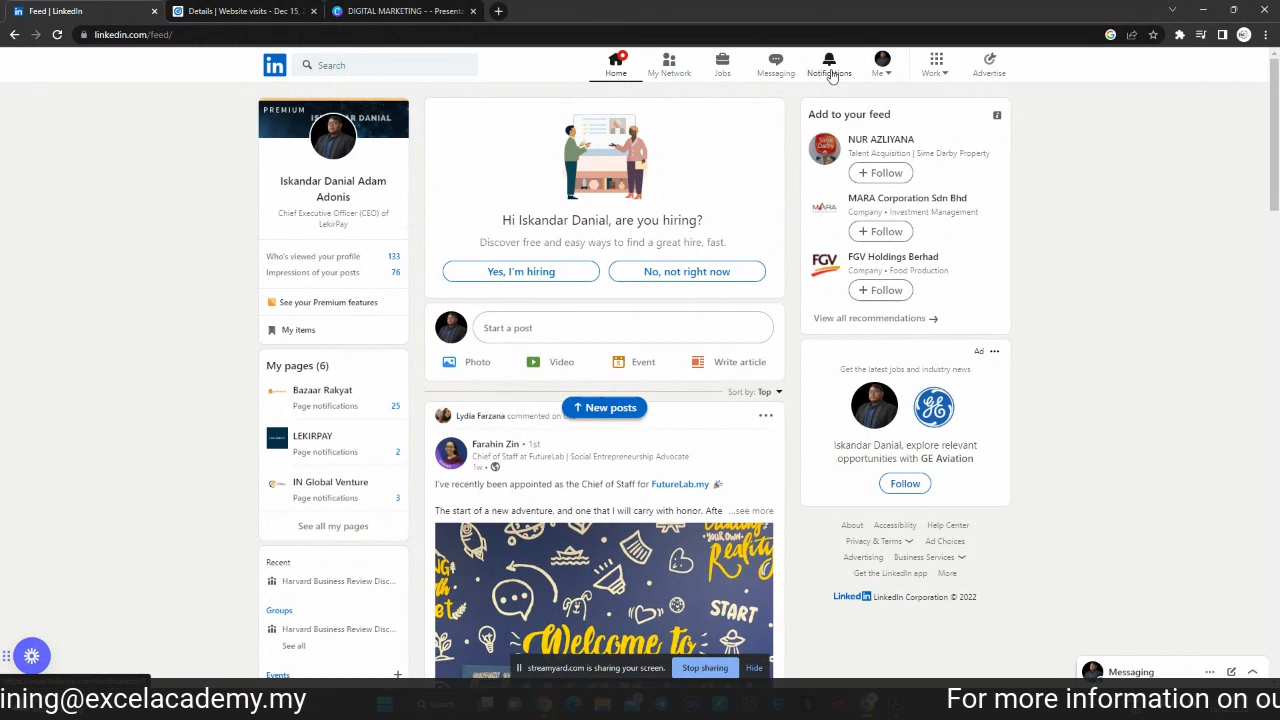 Feed | LinkedIn
Details | Website visits - Dec 15,
DIGITAL MARKETING - - Presenta
linkedin.com/feed/
in
Search
Home
My Network
Jobs
Messaging
Notifications
Me
Work
Advertise
PREMIUM
ISKANDAR DANIAL
Iskandar Danial Adam
Adonis
Chief Executive Officer (CEO) of
LekirPay
Who's viewed your profile 133
Impressions of your posts 76
See your Premium features
My items
My pages (6)
Bazaar Rakyat
Page notifications 25
LEKIRPAY
Page notifications 2
IN Global Venture
Page notifications 3
See all my pages
Recent
Harvard Business Review Disc...
Groups
Harvard Business Review Disc...
See all
Events +
Hi Iskandar Danial, are you hiring?
Discover free and easy ways to find a great hire, fast.
Yes, I'm hiring
No, not right now
Start a post
Photo
Video
Event
Write article
Sort by: Top
↑ New posts
Lydia Farzana commented on
Farahin Zin • 1st
Chief of Staff at FutureLab | Social Entrepreneurship Advocate
1w •
I've recently been appointed as the Chief of Staff for FutureLab.my 🎉
The start of a new adventure, and one that I will carry with honor. Afte ...see more
YOUR OWN
Reality
START
Welcome to
Add to your feed
NUR AZLIYANA
Talent Acquisition | Sime Darby Property
+ Follow
MARA
MARA Corporation Sdn Bhd
Company • Investment Management
+ Follow
FGV
FGV Holdings Berhad
Company • Food Production
+ Follow
View all recommendations →
Ad
Get the latest jobs and industry news
Iskandar Danial, explore relevant
opportunities with GE Aviation
Follow
About Accessibility Help Center
Privacy & Terms Ad Choices
Advertising Business Services
Get the LinkedIn app More
LinkedIn LinkedIn Corporation © 2022
streamyard.com is sharing your screen.
Stop sharing
Hide
Messaging
ining@excelacademy.my
For more information on ou